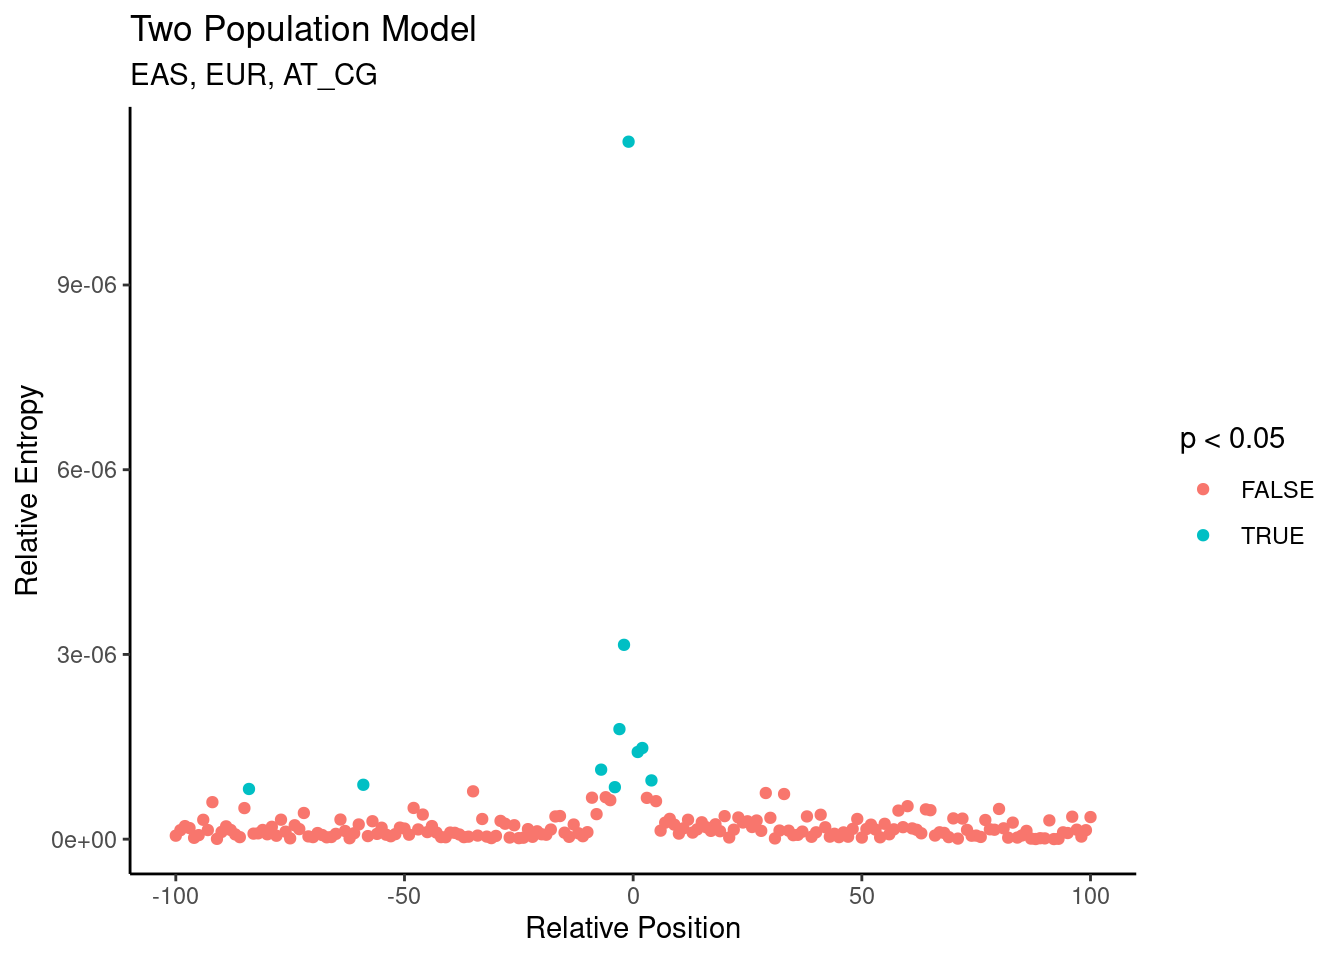 Two Population Model
EAS, EUR, AT_CG
Relative Entropy
9e-06
6e-06
3e-06
0e+00
-100
-50
0
50
100
Relative Position
p < 0.05
FALSE
TRUE